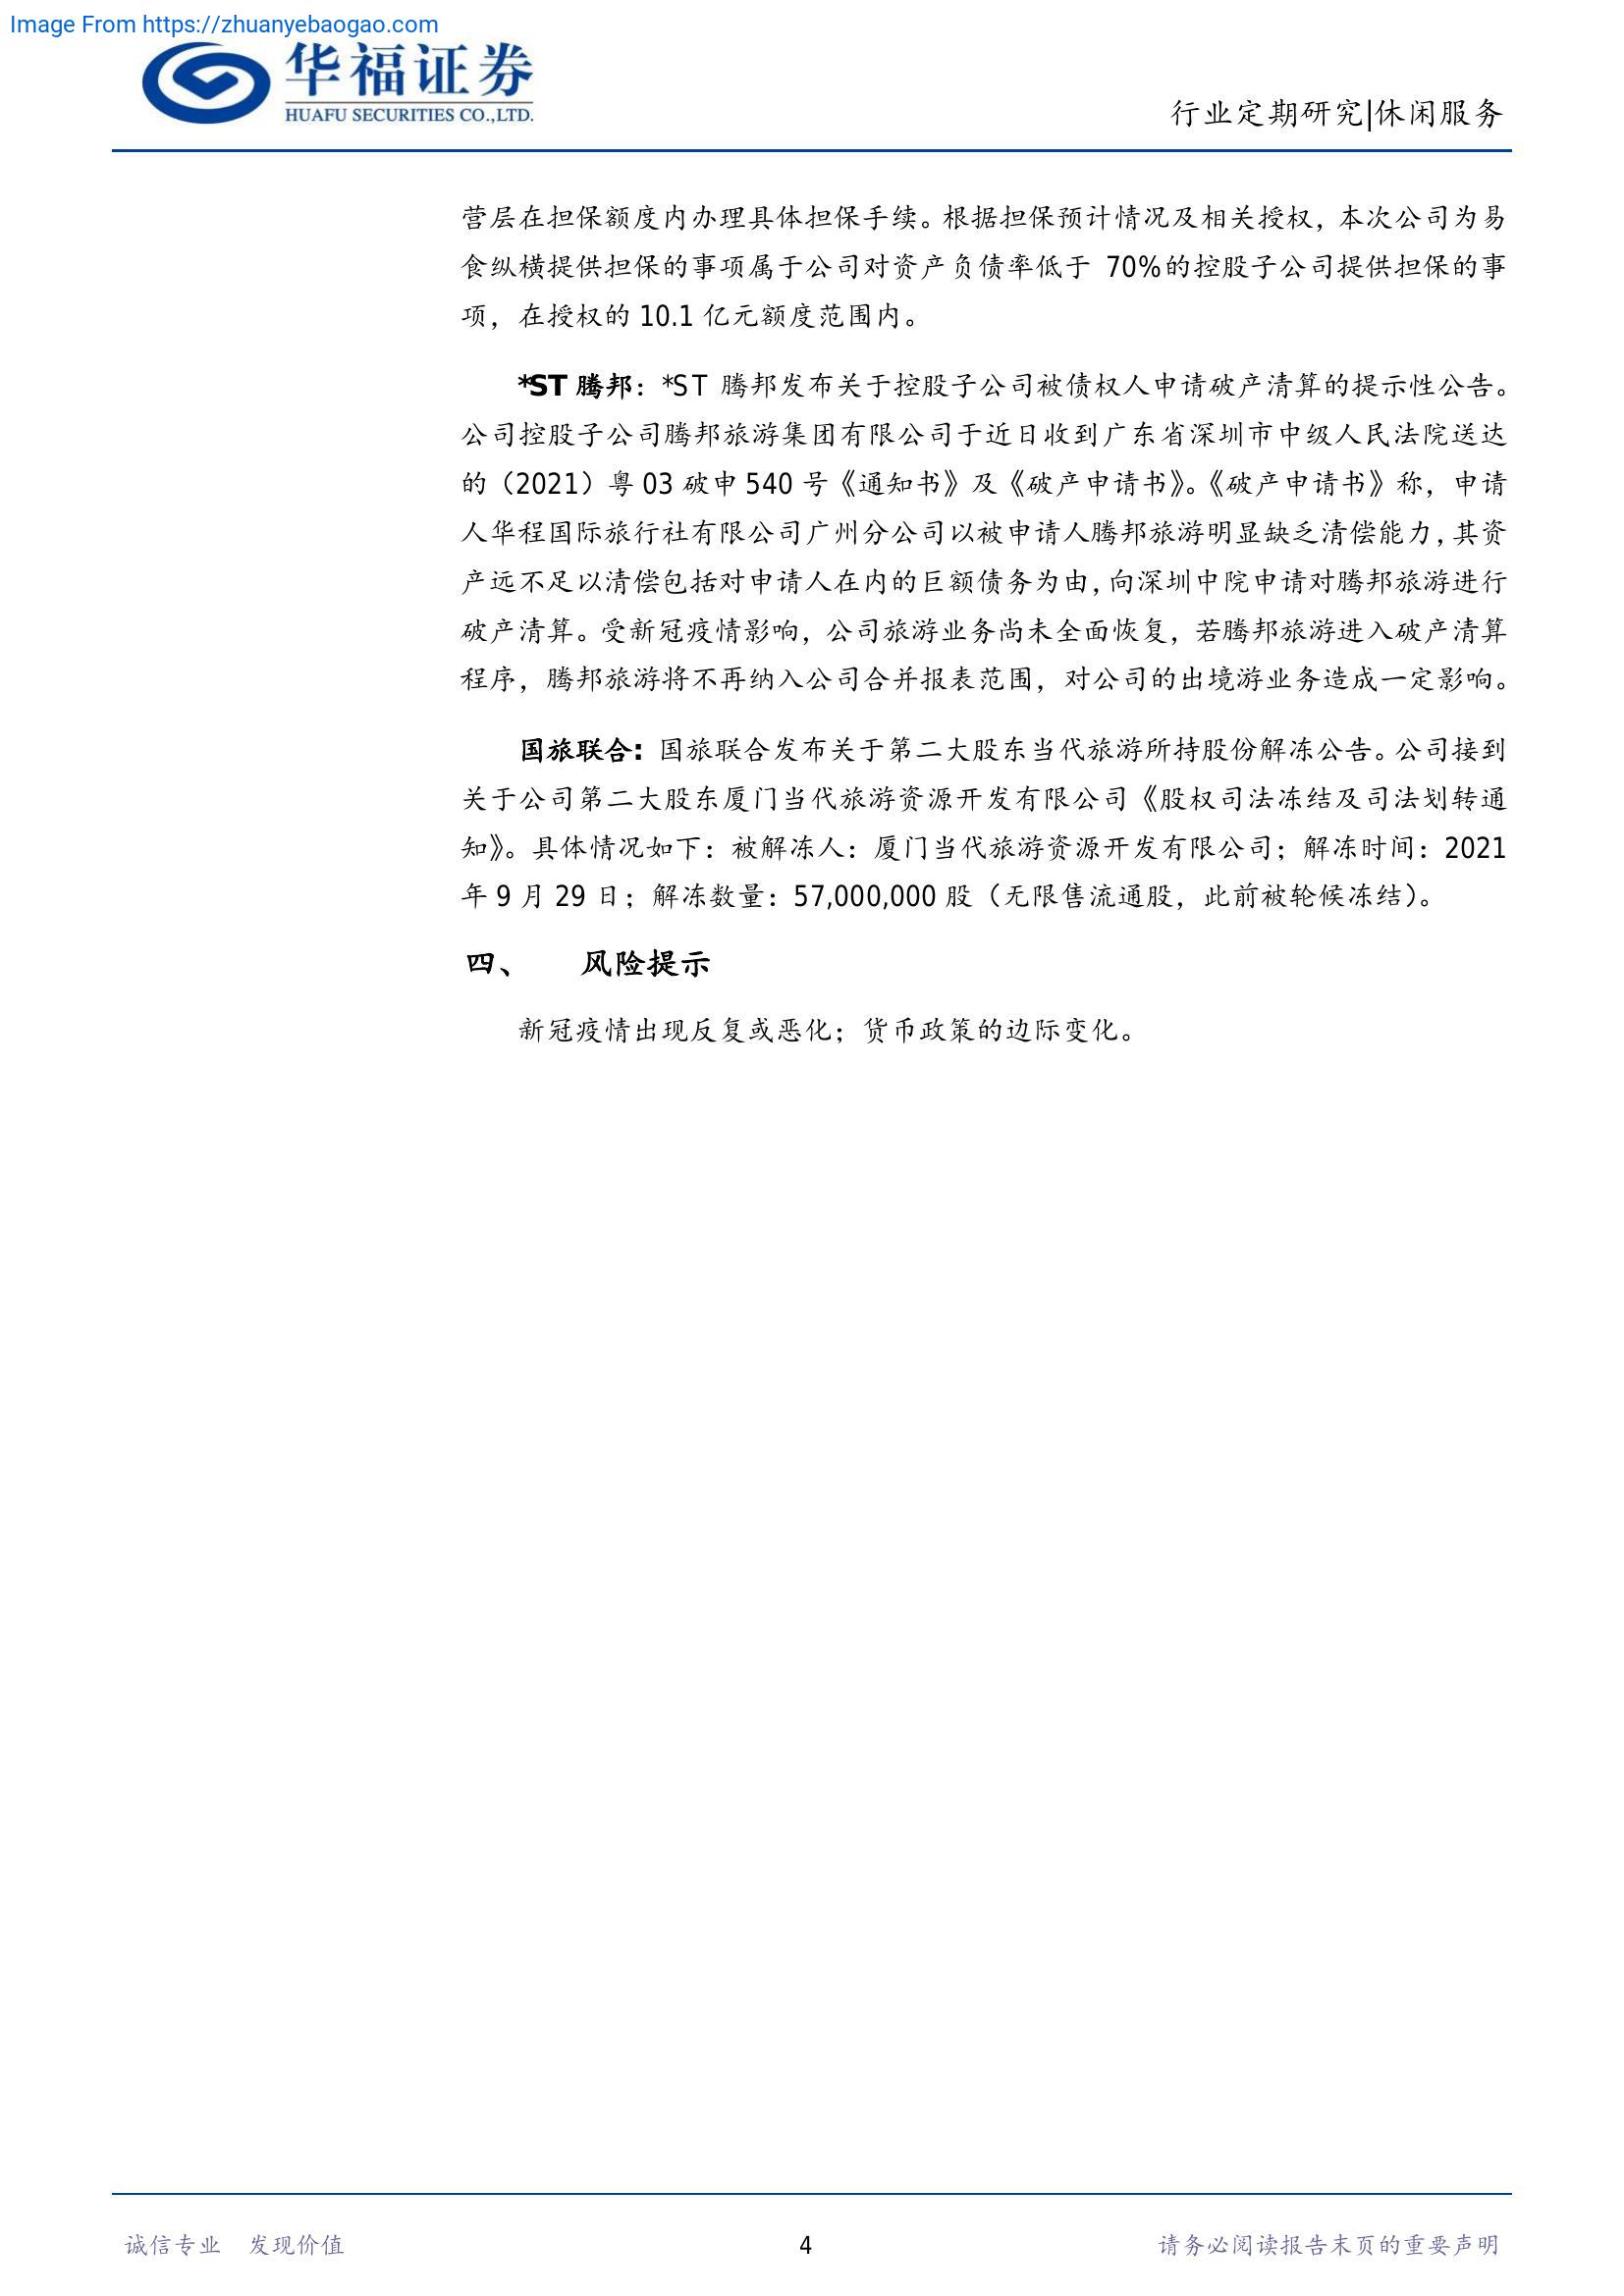 Image From https://zhuanyebaogao.com
华福证券
HUAFU SECURITIES CO.,LTD.
行业定期研究|休闲服务
营层在担保额度内办理具体担保手续。根据担保预计情况及相关授权，本次公司为易
食纵横提供担保的事项属于公司对资产负债率低于 70%的控股子公司提供担保的事
项，在授权的 10.1 亿元额度范围内。
*ST 腾邦：*ST 腾邦发布关于控股子公司被债权人申请破产清算的提示性公告。
公司控股子公司腾邦旅游集团有限公司于近日收到广东省深圳市中级人民法院送达
的（2021）粤 03 破申 540 号《通知书》及《破产申请书》。《破产申请书》称，申请
人华程国际旅行社有限公司广州分公司以被申请人腾邦旅游明显缺乏清偿能力，其资
产远不足以清偿包括对申请人在内的巨额债务为由，向深圳中院申请对腾邦旅游进行
破产清算。受新冠疫情影响，公司旅游业务尚未全面恢复，若腾邦旅游进入破产清算
程序，腾邦旅游将不再纳入公司合并报表范围，对公司的出境游业务造成一定影响。
国旅联合：国旅联合发布关于第二大股东当代旅游所持股份解冻公告。公司接到
关于公司第二大股东厦门当代旅游资源开发有限公司《股权司法冻结及司法划转通
知》。具体情况如下：被解冻人：厦门当代旅游资源开发有限公司；解冻时间：2021
年 9 月 29 日；解冻数量：57,000,000 股（无限售流通股，此前被轮候冻结）。
四、 风险提示
新冠疫情出现反复或恶化；货币政策的边际变化。
诚信专业 发现价值
4
请务必阅读报告末页的重要声明